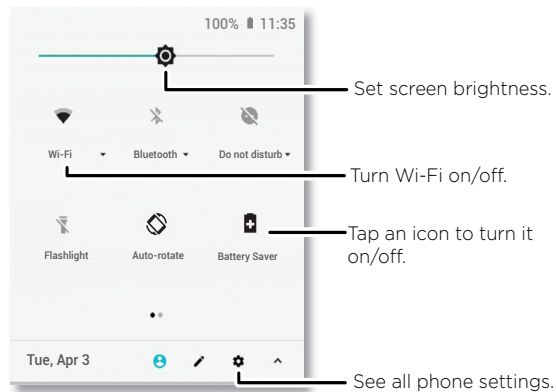 100% 11:35
Set screen brightness.
Wi-Fi Bluetooth Do not disturb
Turn Wi-Fi on/off.
Flashlight Auto-rotate Battery Saver
Tap an icon to turn it
on/off.
Tue, Apr 3
See all phone settings.